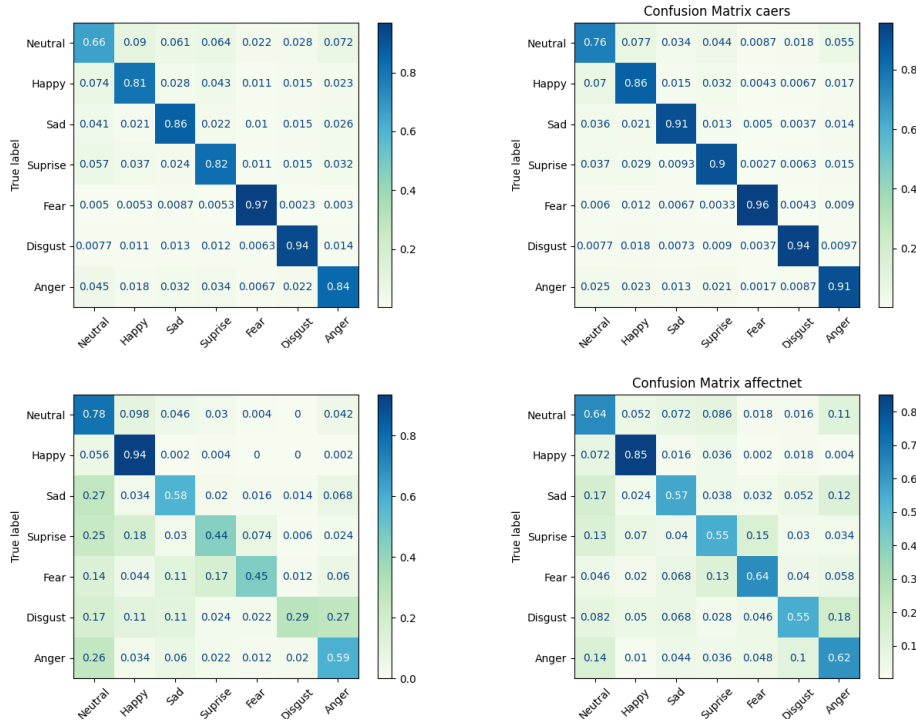 Neutral 0.66 0.09 0.061 0.064 0.022 0.028 0.072
Happy 0.074 0.81 0.028 0.043 0.011 0.015 0.023
Sad 0.041 0.021 0.86 0.022 0.01 0.015 0.026
Suprise 0.057 0.037 0.024 0.82 0.011 0.015 0.032
Fear 0.005 0.0053 0.0087 0.0053 0.97 0.0023 0.003
Disgust 0.0077 0.011 0.013 0.012 0.0063 0.94 0.014
Anger 0.045 0.018 0.032 0.034 0.0067 0.022 0.84
True label
Neutral Happy Sad Suprise Fear Disgust Anger
0.8
0.6
0.4
0.2
Confusion Matrix caers
Neutral 0.76 0.077 0.034 0.044 0.0087 0.018 0.055
Happy 0.07 0.86 0.015 0.032 0.0043 0.0067 0.017
Sad 0.036 0.021 0.91 0.013 0.005 0.0037 0.014
Suprise 0.037 0.029 0.0093 0.9 0.0027 0.0063 0.015
Fear 0.006 0.012 0.0067 0.0033 0.96 0.0043 0.009
Disgust 0.0077 0.018 0.0073 0.009 0.0037 0.94 0.0097
Anger 0.025 0.023 0.013 0.021 0.0017 0.0087 0.91
True label
Neutral Happy Sad Suprise Fear Disgust Anger
0.8
0.6
0.4
0.2
Neutral 0.78 0.098 0.046 0.03 0.004 0 0.042
Happy 0.056 0.94 0.002 0.004 0 0 0.002
Sad 0.27 0.034 0.58 0.02 0.016 0.014 0.068
Suprise 0.25 0.18 0.03 0.44 0.074 0.006 0.024
Fear 0.14 0.044 0.11 0.17 0.45 0.012 0.06
Disgust 0.17 0.11 0.11 0.024 0.022 0.29 0.27
Anger 0.26 0.034 0.06 0.022 0.012 0.02 0.59
True label
Neutral Happy Sad Suprise Fear Disgust Anger
0.8
0.6
0.4
0.2
0.0
Confusion Matrix affectnet
Neutral 0.64 0.052 0.072 0.086 0.018 0.016 0.11
Happy 0.072 0.85 0.016 0.036 0.002 0.018 0.004
Sad 0.17 0.024 0.57 0.038 0.032 0.052 0.12
Suprise 0.13 0.07 0.04 0.55 0.15 0.03 0.034
Fear 0.046 0.02 0.068 0.13 0.64 0.04 0.058
Disgust 0.082 0.05 0.068 0.028 0.046 0.55 0.18
Anger 0.14 0.01 0.044 0.036 0.048 0.1 0.62
True label
Neutral Happy Sad Suprise Fear Disgust Anger
0.8
0.7
0.6
0.5
0.4
0.3
0.2
0.1